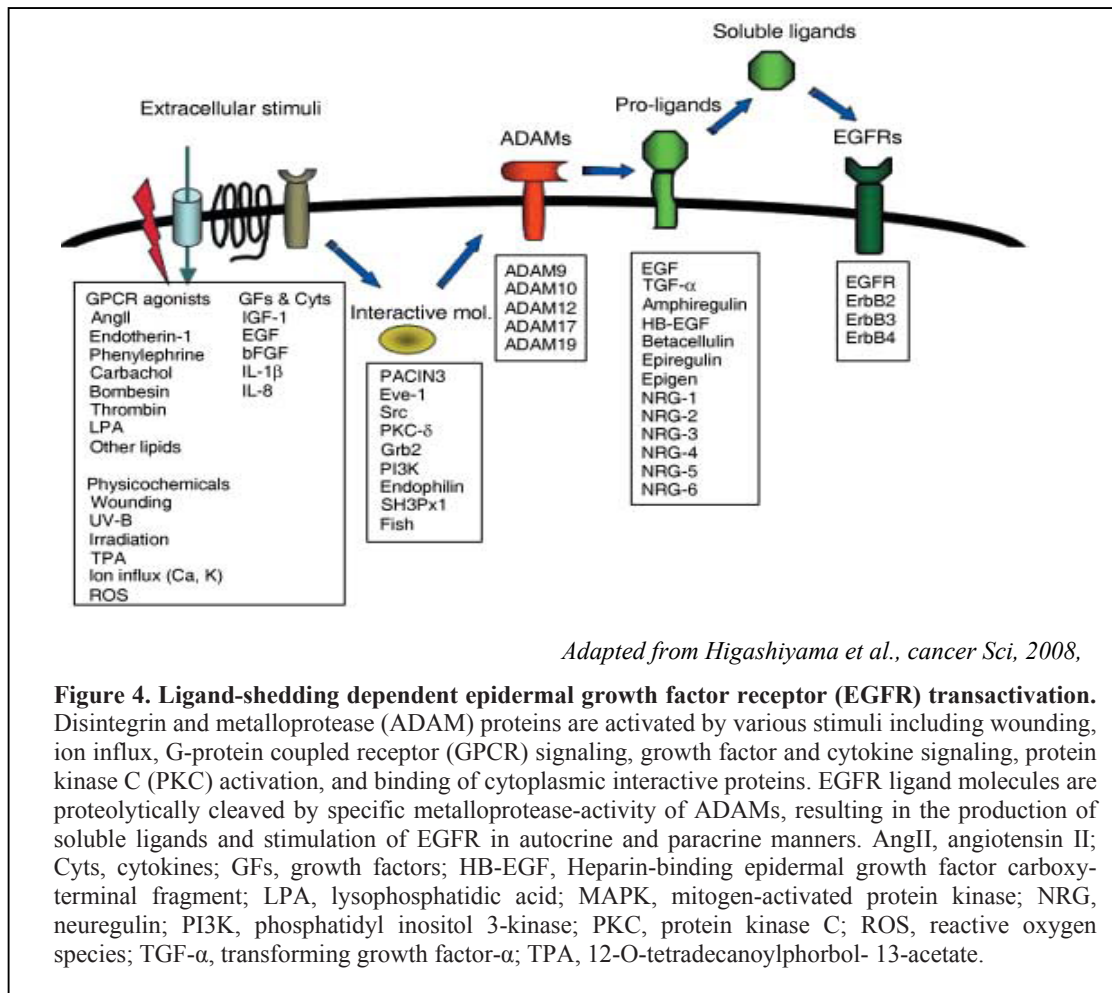 Soluble ligands
Pro-ligands
Extracellular stimuli
ADAMs
EGFRs
GPCR agonists
AngII
Endotherin-1
Phenylephrine
Carbachol
Bombesin
Thrombin
LPA
Other lipids
Physicochemicals
Wounding
UV-B
Irradiation
TPA
Ion influx (Ca, K)
ROS
GFs & Cyts
IGF-1
EGF
bFGF
IL-1β
IL-8
Interactive mol.
PACIN3
Eve-1
Src
PKC-δ
Grb2
PI3K
Endophilin
SH3Px1
Fish
ADAM9
ADAM10
ADAM12
ADAM17
ADAM19
EGF
TGF-α
Amphiregulin
HB-EGF
Betacellulin
Epiregulin
Epigen
NRG-1
NRG-2
NRG-3
NRG-4
NRG-5
NRG-6
EGFR
ErbB2
ErbB3
ErbB4
Adapted from Higashiyama et al., cancer Sci, 2008,
Figure 4. Ligand-shedding dependent epidermal growth factor receptor (EGFR) transactivation.
Disintegrin and metalloprotease (ADAM) proteins are activated by various stimuli including wounding,
ion influx, G-protein coupled receptor (GPCR) signaling, growth factor and cytokine signaling, protein
kinase C (PKC) activation, and binding of cytoplasmic interactive proteins. EGFR ligand molecules are
proteolytically cleaved by specific metalloprotease-activity of ADAMs, resulting in the production of
soluble ligands and stimulation of EGFR in autocrine and paracrine manners. AngII, angiotensin II;
Cyts, cytokines; GFs, growth factors; HB-EGF, Heparin-binding epidermal growth factor carboxy-
terminal fragment; LPA, lysophosphatidic acid; MAPK, mitogen-activated protein kinase; NRG,
neuregulin; PI3K, phosphatidyl inositol 3-kinase; PKC, protein kinase C; ROS, reactive oxygen
species; TGF-α, transforming growth factor-α; TPA, 12-O-tetradecanoylphorbol- 13-acetate.